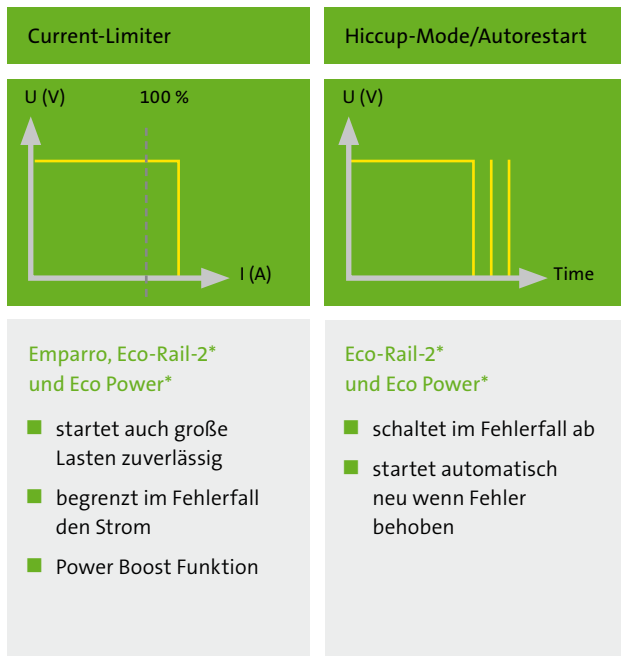 Current-Limiter
U (V)
100 %
I (A)
Emparro, Eco-Rail-2*
und Eco Power*
startet auch große
Lasten zuverlässig
begrenzt im Fehlerfall
den Strom
Power Boost Funktion
Hiccup-Mode/Autorestart
U (V)
Time
Eco-Rail-2*
und Eco Power*
schaltet im Fehlerfall ab
startet automatisch
neu wenn Fehler
behoben